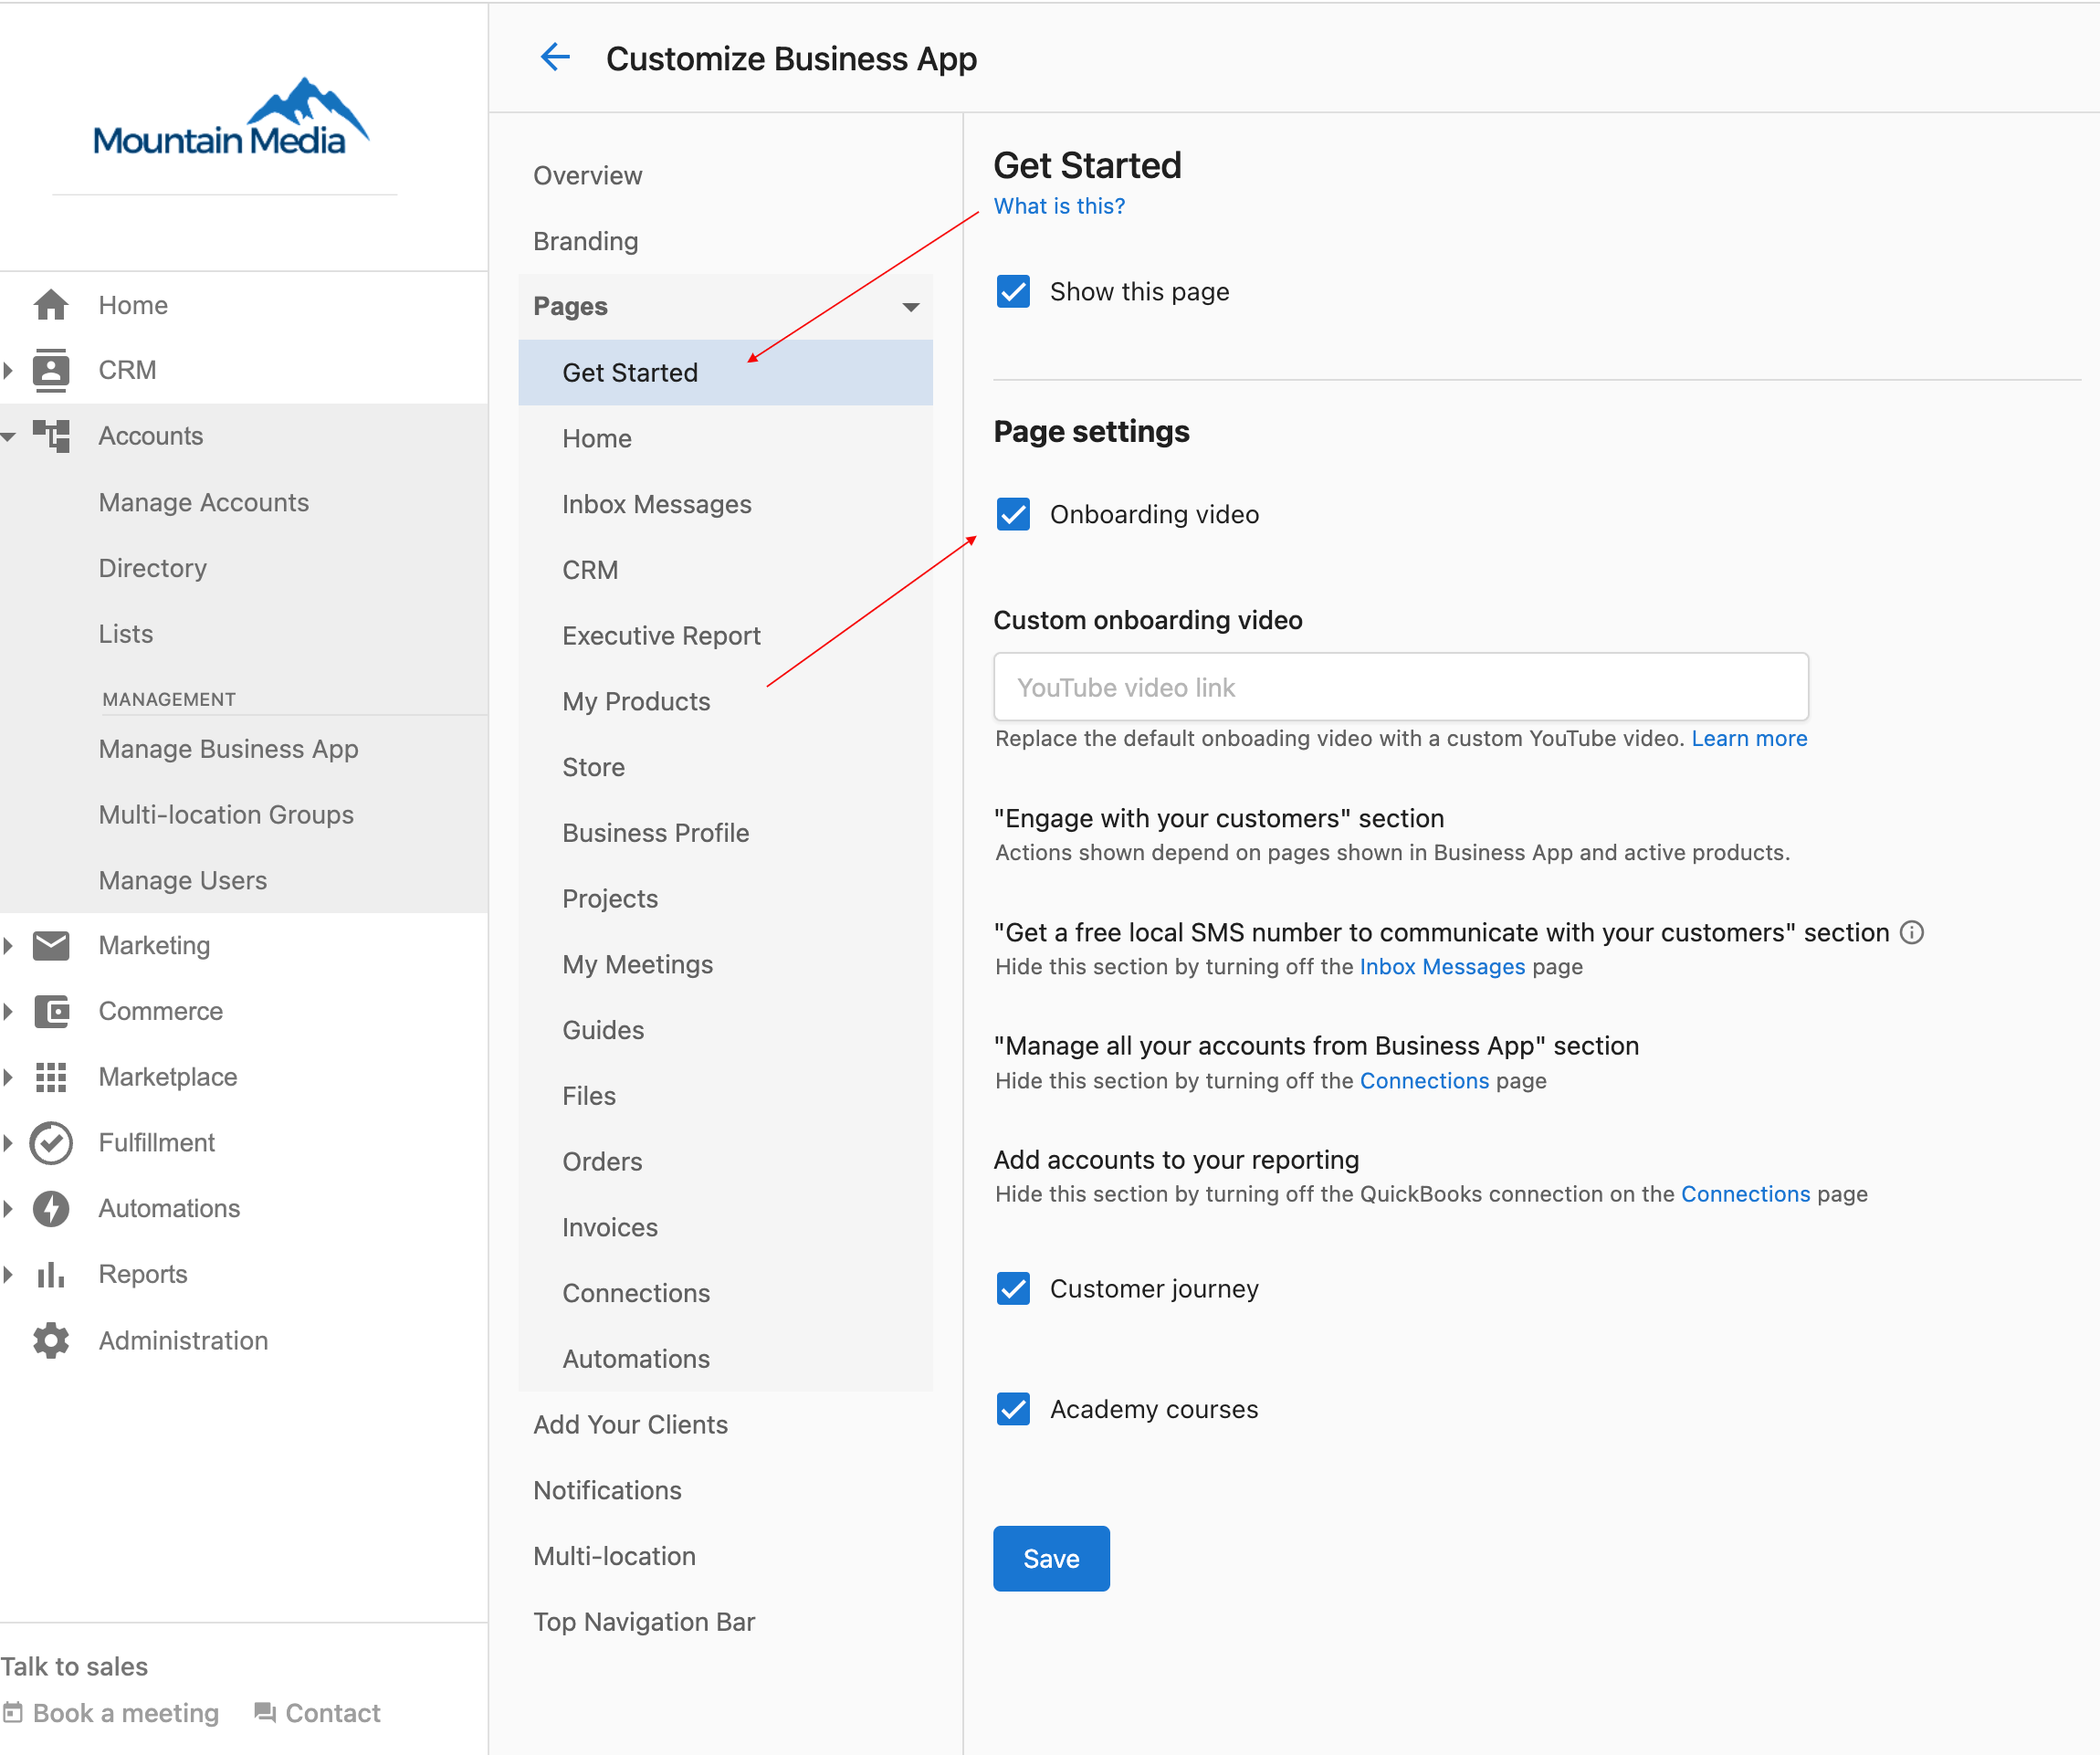 Mountain Media
Home
CRM
Accounts
Manage Accounts
Directory
Lists
MANAGEMENT
Manage Business App
Multi-location Groups
Manage Users
Marketing
Commerce
Marketplace
Fulfillment
Automations
Reports
Administration
Talk to sales
Book a meeting
Contact
Customize Business App
Overview
Branding
Pages
Get Started
Home
Inbox Messages
CRM
Executive Report
My Products
Store
Business Profile
Projects
My Meetings
Guides
Files
Orders
Invoices
Connections
Automations
Add Your Clients
Notifications
Multi-location
Top Navigation Bar
Get Started
What is this?
Show this page
Page settings
Onboarding video
Custom onboarding video
YouTube video link
Replace the default onboading video with a custom YouTube video. Learn more
"Engage with your customers" section
Actions shown depend on pages shown in Business App and active products.
"Get a free local SMS number to communicate with your customers" section
Hide this section by turning off the Inbox Messages page
"Manage all your accounts from Business App" section
Hide this section by turning off the Connections page
Add accounts to your reporting
Hide this section by turning off the QuickBooks connection on the Connections page
Customer journey
Academy courses
Save